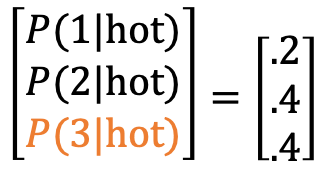 P(1|hot) .2
P(2|hot) = .4
P(3|hot) .4